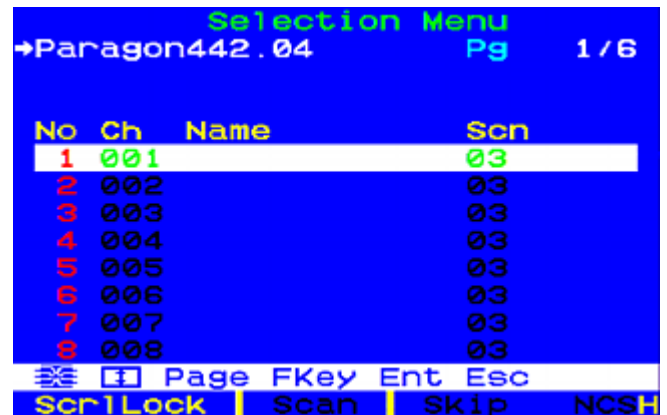 Selection Menu
→Paragon442.04 Pg 1/6
No Ch Name Scn
1 001 03
2 002 03
3 003 03
4 004 03
5 005 03
6 006 03
7 007 03
8 008 03
Page FKey Ent Esc
ScrlLock Scan Skip NCSH